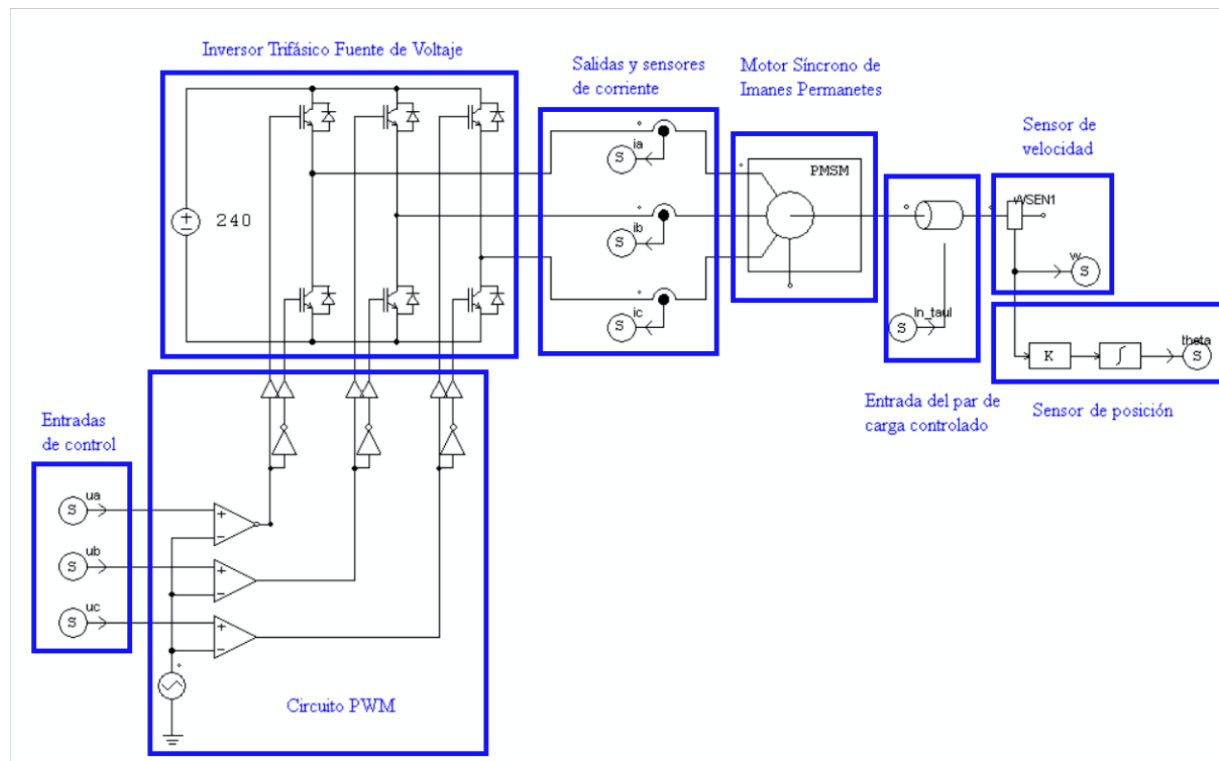 Inversor Trifásico Fuente de Voltaje
Salidas y sensores
de corriente
Motor Síncrono de
Imanes Permanetes
Sensor de
velocidad
240
S
ia
S
ib
S
ic
PMSM
S
In_taul
WSEN1
S
w
K
∫
S
theta
Entrada del par de
carga controlado
Sensor de posición
Entradas
de control
S
ua
S
ub
S
uc
Circuito PWM